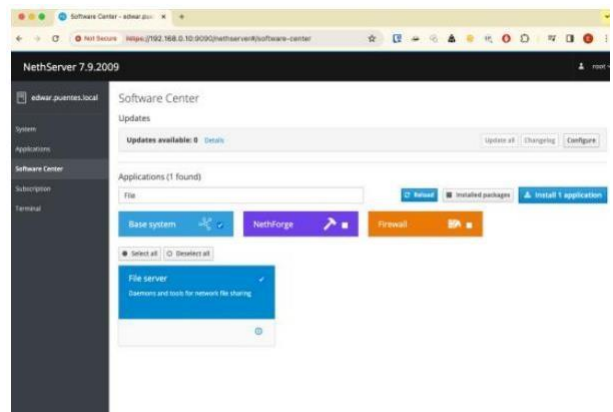 Software Center - edwar.pue
Not Secure https://192.168.0.10:9090/nethserver#/software-center
NethServer 7.9.2009
root
edwar.puentes.local
System
Applications
Software Center
Subscription
Terminal
Software Center
Updates
Updates available: 0 Details
Update all Changelog Configure
Applications (1 found)
File
Reload Installed packages Install 1 application
Base system NethForge Firewall
Select all Deselect all
File server
Daemons and tools for network file sharing